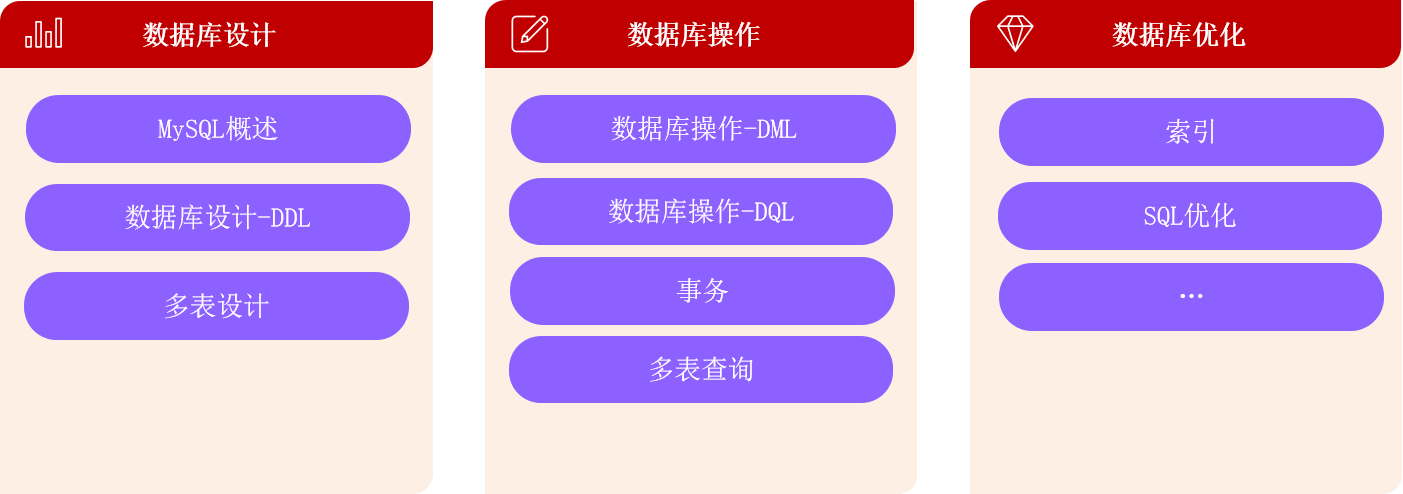 数据库设计
MySQL概述
数据库设计-DDL
多表设计
数据库操作
数据库操作-DML
数据库操作-DQL
事务
多表查询
数据库优化
索引
SQL优化
...